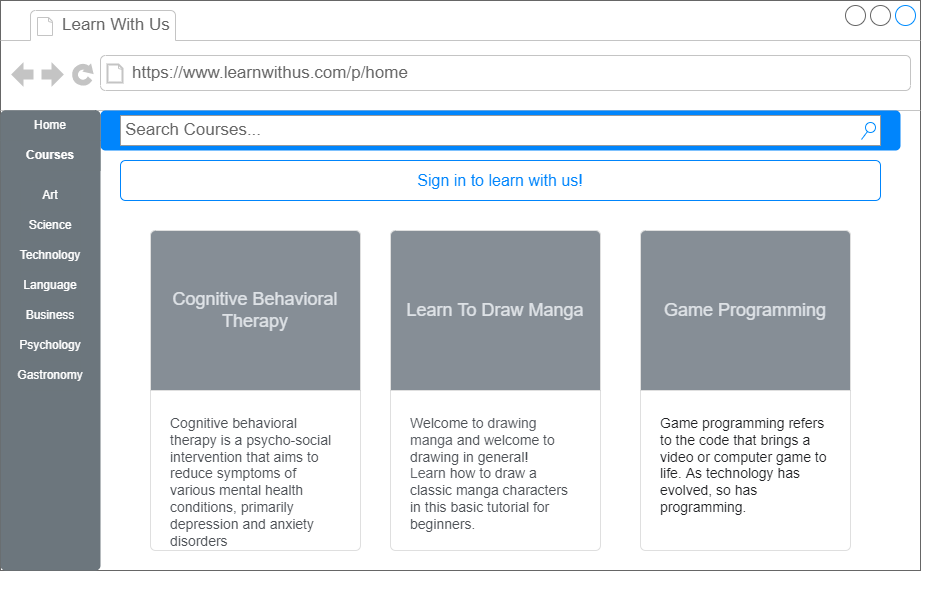 Learn With Us
https://www.learnwithus.com/p/home
Home
Courses
Art
Science
Technology
Language
Business
Psychology
Gastronomy
Search Courses...
Sign in to learn with us!
Cognitive Behavioral
Therapy
Cognitive behavioral
therapy is a psycho-social
intervention that aims to
reduce symptoms of
various mental health
conditions, primarily
depression and anxiety
disorders
Learn To Draw Manga
Welcome to drawing
manga and welcome to
drawing in general!
Learn how to draw a
classic manga characters
in this basic tutorial for
beginners.
Game Programming
Game programming refers
to the code that brings a
video or computer game to
life. As technology has
evolved, so has
programming.